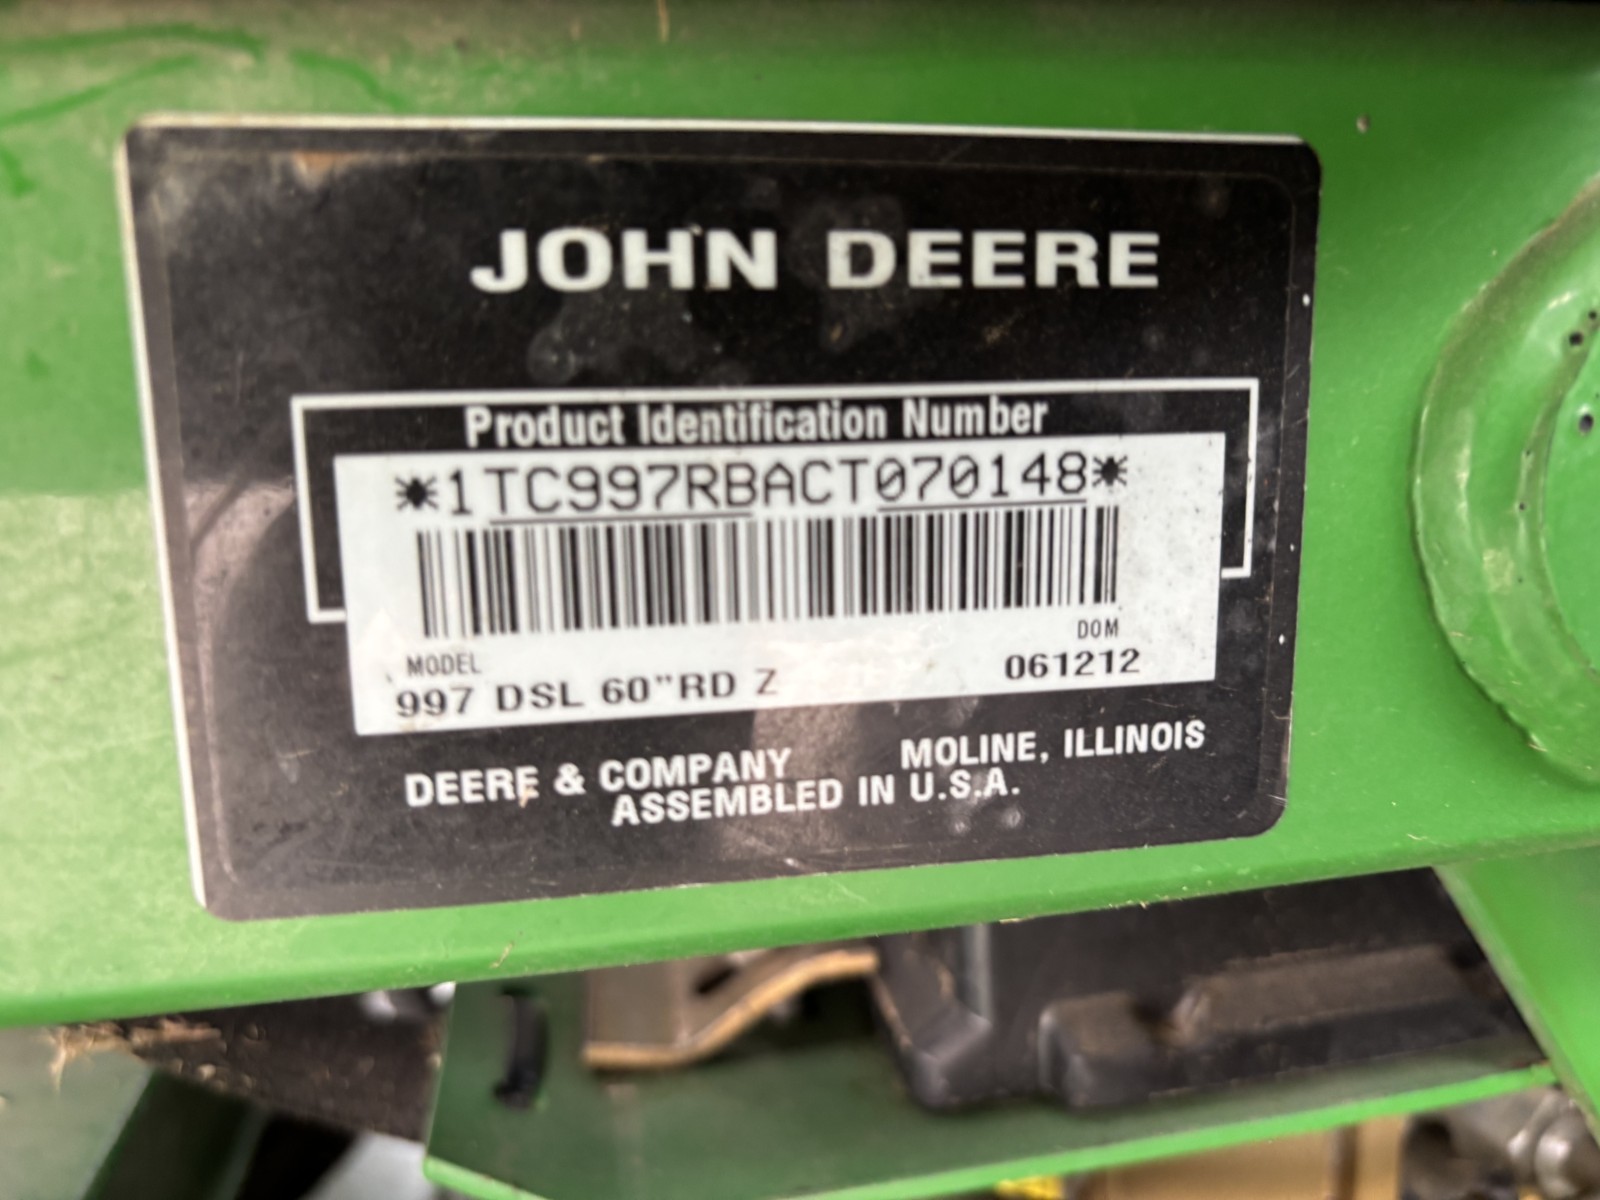 JOHN DEERE
Product Identification Number
*1TC997RBACT070148*
DOM
MODEL
061212
997 DSL 60"RD Z
DEERE & COMPANY MOLINE, ILLINOIS
ASSEMBLED IN U.S.A.